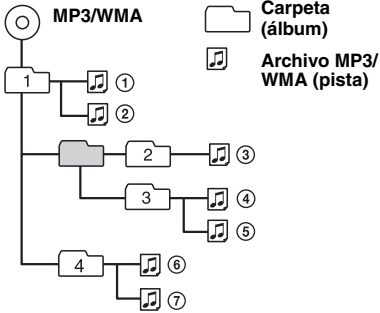 MP3/WMA
Carpeta
(álbum)
Archivo MP3/
WMA (pista)
1
①
②
2
③
3
④
⑤
4
⑥
⑦